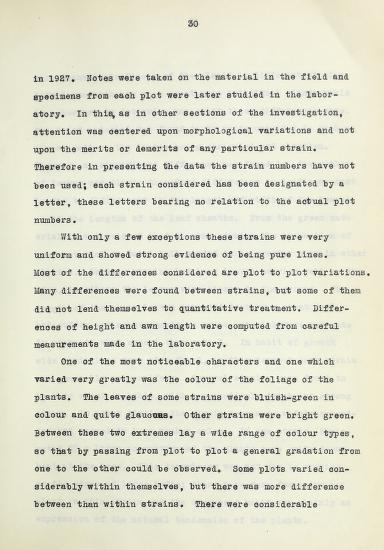 30
in 1927. Notes were taken on the material in the field and
specimens from each plot were later studied in the labor-
atory. In this, as in other sections of the investigation,
attention was centered upon morphological variations and not
upon the merits or demerits of any particular strain.
Therefore in presenting the data the strain numbers have not
been used; each strain considered has been designated by a
letter, these letters bearing no relation to the actual plot
numbers.
With only a few exceptions these strains were very
uniform and showed strong evidence of being pure lines.
Most of the differences considered are plot to plot variations.
Many differences were found between strains, but some of them
did not lend themselves to quantitative treatment. Differ-
ences of height and awn length were computed from careful
measurements made in the laboratory.
One of the most noticeable characters and one which
varied very greatly was the colour of the foliage of the
plants. The leaves of some strains were bluish-green in
colour and quite glaucous. Other strains were bright green.
Between these two extremes lay a wide range of colour types,
so that by passing from plot to plot a general gradation from
one to the other could be observed. Some plots varied con-
siderably within themselves, but there was more difference
between than within strains. There were considerable